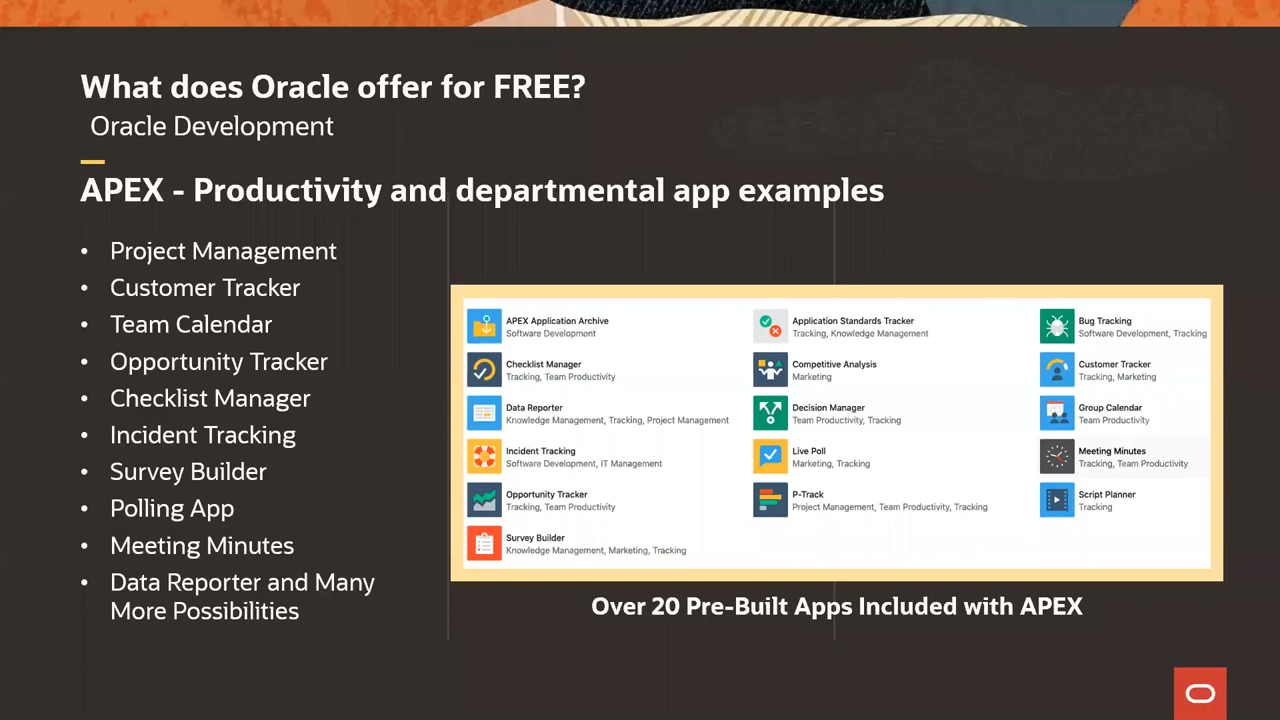 What does Oracle offer for FREE?
Oracle Development
APEX - Productivity and departmental app examples
• Project Management
• Customer Tracker
• Team Calendar
• Opportunity Tracker
• Checklist Manager
• Incident Tracking
• Survey Builder
• Polling App
• Meeting Minutes
• Data Reporter and Many
More Possibilities
APEX Application Archive
Software Development
Application Standards Tracker
Tracking, Knowledge Management
Bug Tracking
Software Development, Tracking
Checklist Manager
Tracking, Team Productivity
Competitive Analysis
Marketing
Customer Tracker
Tracking, Marketing
Data Reporter
Knowledge Management, Tracking, Project Management
Decision Manager
Team Productivity, Tracking
Group Calendar
Team Productivity
Incident Tracking
Software Development, IT Management
Live Poll
Marketing, Tracking
Meeting Minutes
Tracking, Team Productivity
Opportunity Tracker
Tracking, Team Productivity
P-Track
Project Management, Team Productivity, Tracking
Script Planner
Tracking
Survey Builder
Knowledge Management, Marketing, Tracking
Over 20 Pre-Built Apps Included with APEX